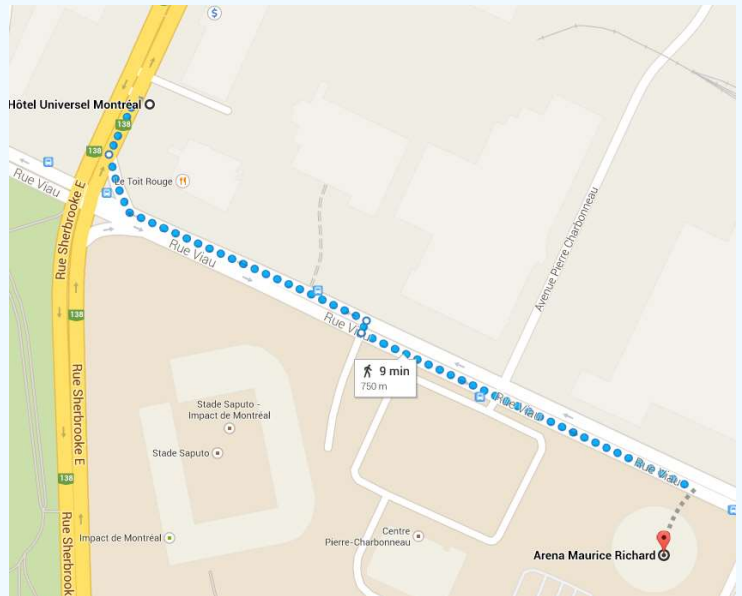 $
Hôtel Universel Montréal
138
138
Le Toit Rouge
Rue Viau
Rue Sherbrooke E
Rue Viau
Avenue Pierre Charbonneau
138
Rue Viau
9 min
750 m
Rue Sherbrooke E
Rue Viau
Stade Saputo -
Impact de Montréal
Stade Saputo
Rue Viau
138
Impact de Montréal
Centre
Pierre-Charbonneau
Arena Maurice Richard
Rue Sherbrooke E